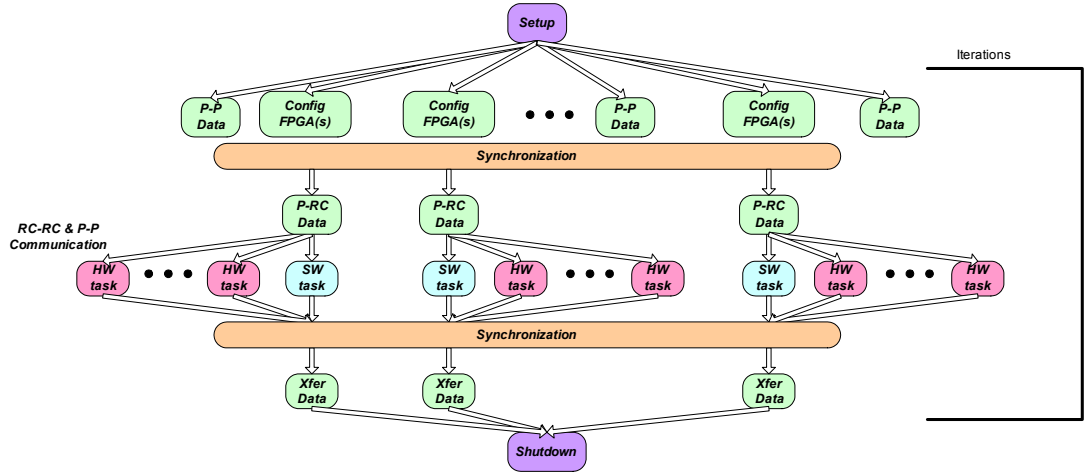 Setup
Iterations
P-P
Data
Config
FPGA(s)
Config
FPGA(s)
P-P
Data
Config
FPGA(s)
P-P
Data
Synchronization
P-RC
Data
P-RC
Data
P-RC
Data
RC-RC & P-P
Communication
HW
task
HW
task
SW
task
SW
task
HW
task
HW
task
SW
task
HW
task
HW
task
Synchronization
Xfer
Data
Xfer
Data
Xfer
Data
Shutdown